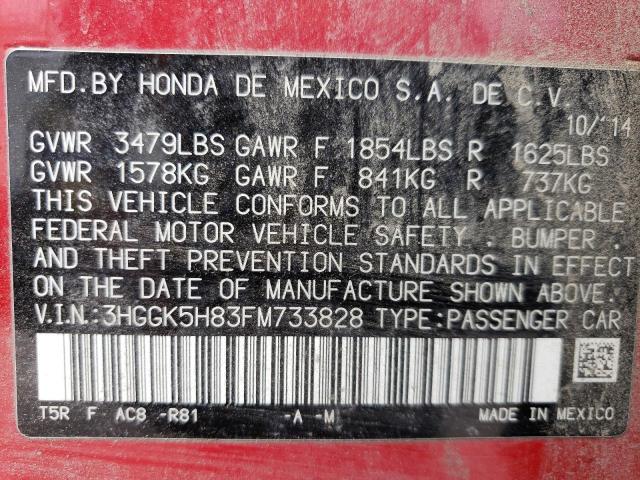 MFD.BY HONDA DE MEXICO S.A. DE C.V.
10/'14
GVWR 3479LBS GAWR F 1854LBS R 1625LBS
GVWR 1578KG GAWR F 841KG R 737KG
THIS VEHICLE CONFORMS TO ALL APPLICABLE
FEDERAL MOTOR VEHICLE SAFETY . BUMPER .
AND THEFT PREVENTION STANDARDS IN EFFECT
ON THE DATE OF MANUFACTURE SHOWN ABOVE.
V.I.N.:3HGGK5H83FM733828 TYPE:PASSENGER CAR
T5R F AC8 -R81 -A -M MADE IN MEXICO